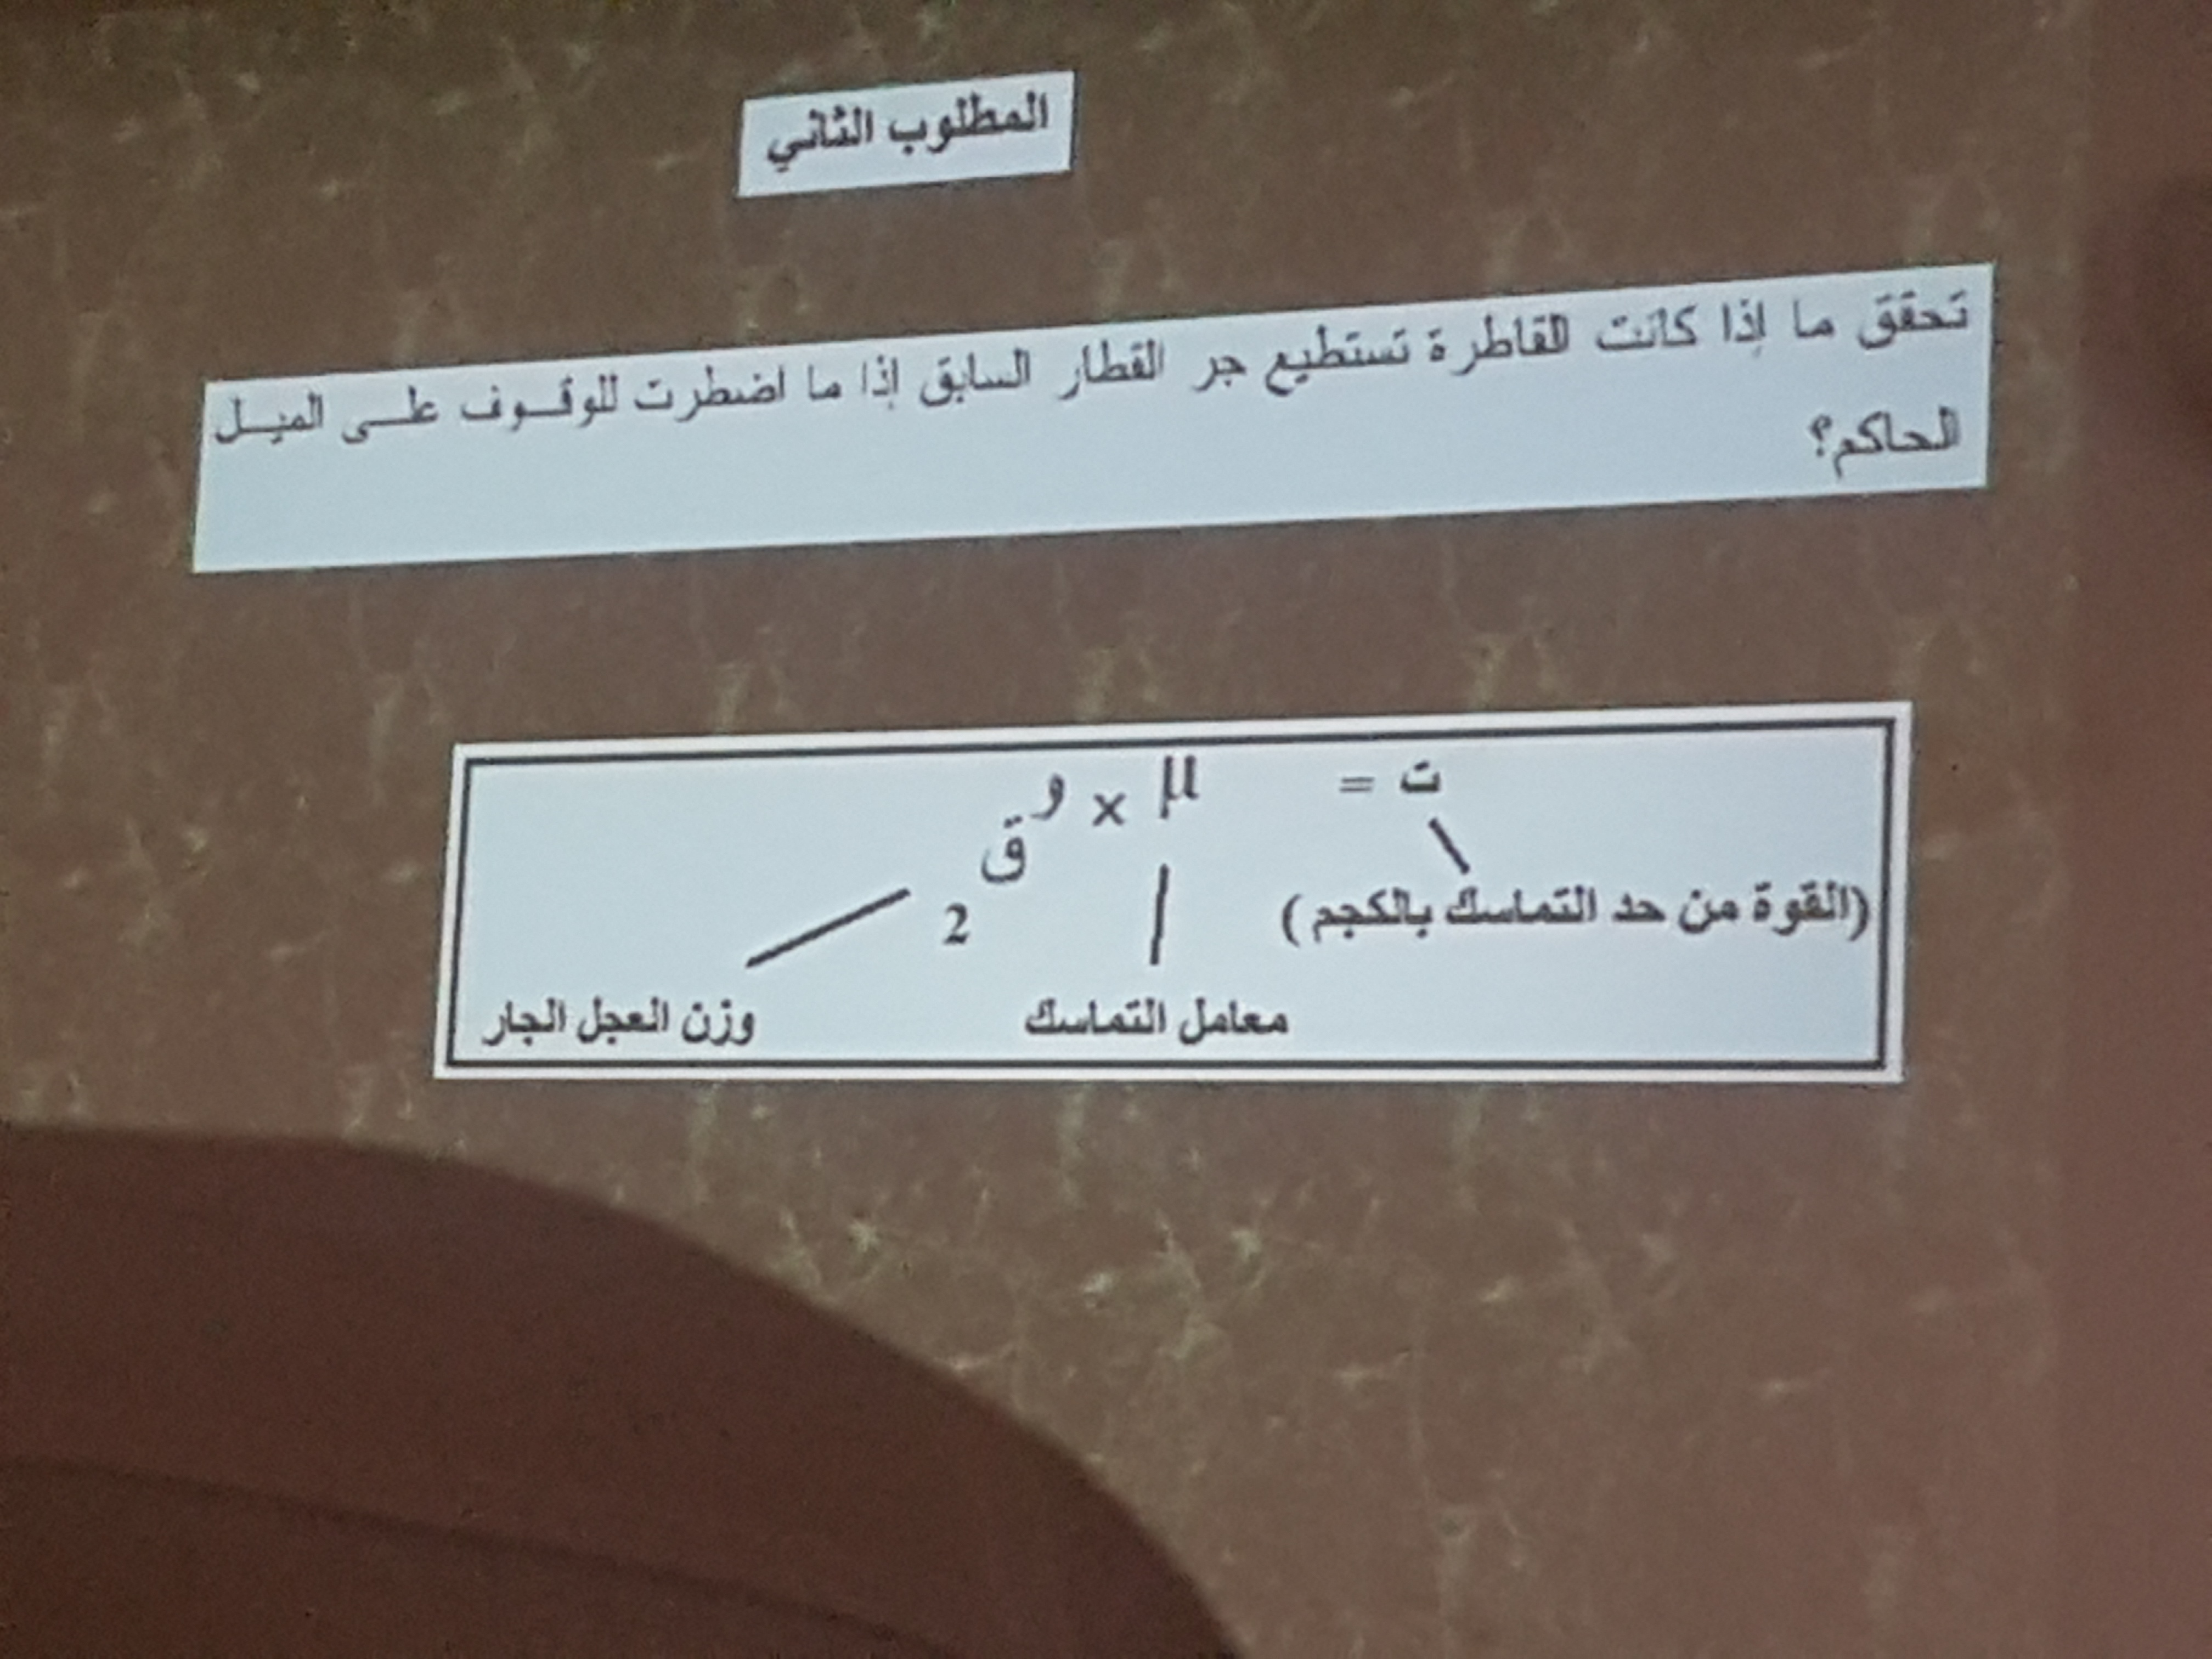 المطلوب الثاني
تحقق ما إذا كانت القاطرة تستطيع جر القطار السابق إذا ما اضطرت للوقوف على الميل
الحاكم؟
ت = µ × و
ق
2
(القوة من حد التماسك بالكجم)
معامل التماسك
وزن العجل الجار